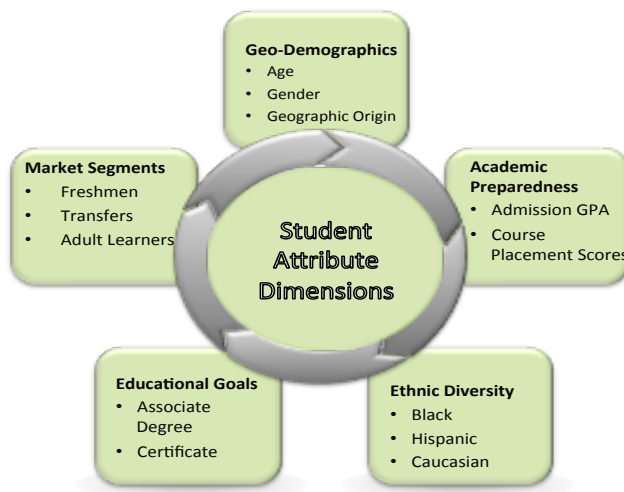 Geo-Demographics
• Age
• Gender
• Geographic Origin
Market Segments
• Freshmen
• Transfers
• Adult Learners
Academic
Preparedness
• Admission GPA
• Course
Placement Scores
Student
Attribute
Dimensions
Educational Goals
• Associate
Degree
• Certificate
Ethnic Diversity
• Black
• Hispanic
• Caucasian